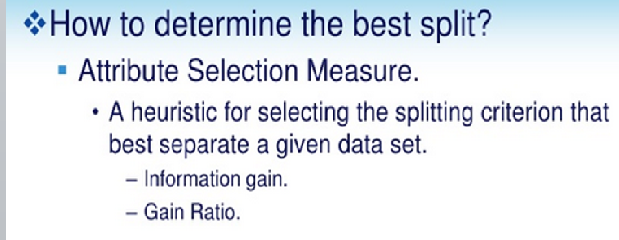 ❖How to determine the best split?
▪ Attribute Selection Measure.
• A heuristic for selecting the splitting criterion that
best separate a given data set.
– Information gain.
– Gain Ratio.